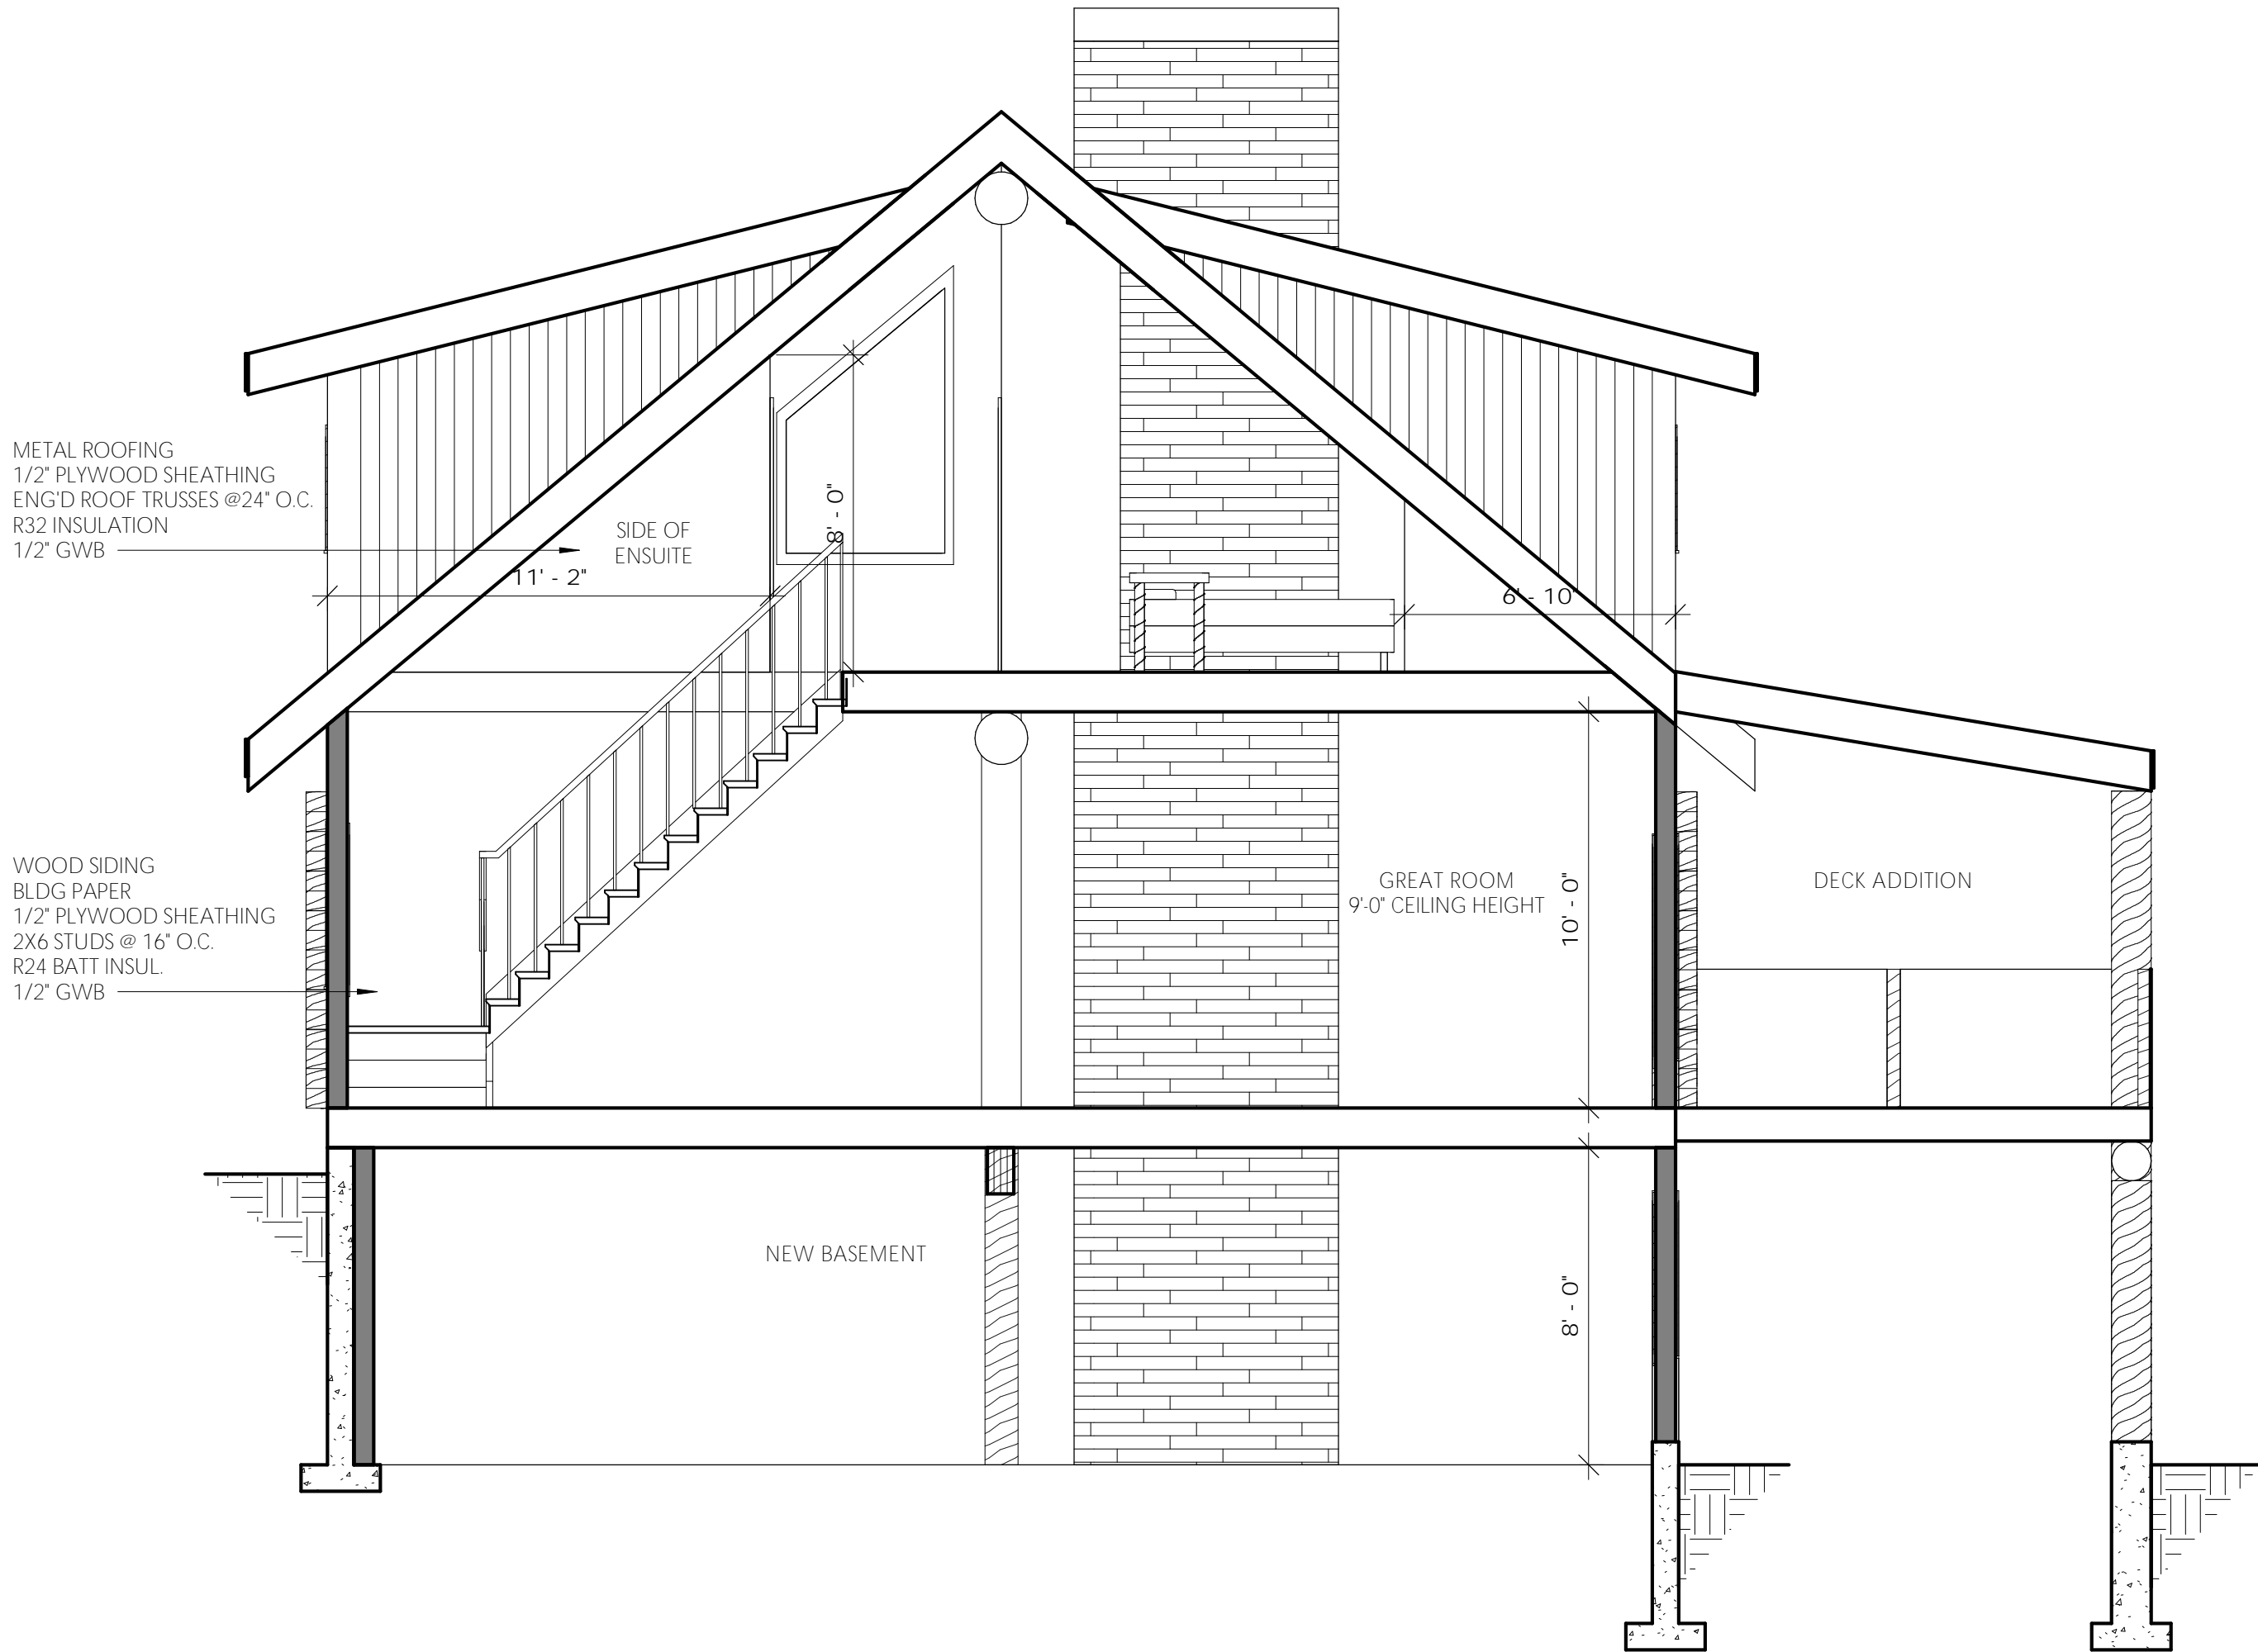 METAL ROOFING
1/2" PLYWOOD SHEATHING
ENG'D ROOF TRUSSES @24" O.C.
R32 INSULATION
1/2" GWB
SIDE OF
ENSUITE
8' - 0"
11' - 2"
6' - 10"
WOOD SIDING
BLDG PAPER
1/2" PLYWOOD SHEATHING
2X6 STUDS @ 16" O.C.
R24 BATT INSUL.
1/2" GWB
GREAT ROOM
9'-0" CEILING HEIGHT
10' - 0"
DECK ADDITION
NEW BASEMENT
8' - 0"